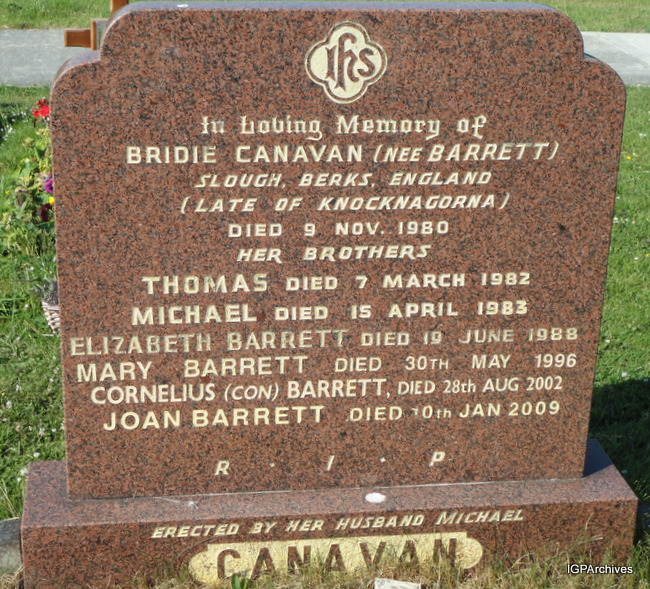 IHS
In Loving Memory of
BRIDIE CANAVAN (NEE BARRETT)
SLOUGH, BERKS, ENGLAND
(LATE OF KNOCKNAGORNA)
DIED 9 NOV. 1980
HER BROTHERS
THOMAS DIED 7 MARCH 1982
MICHAEL DIED 15 APRIL 1983
ELIZABETH BARRETT DIED 19 JUNE 1988
MARY BARRETT DIED 30TH MAY 1996
CORNELIUS (CON) BARRETT, DIED 28th AUG 2002
JOAN BARRETT DIED 10th JAN 2009
R · I · P
ERECTED BY HER HUSBAND MICHAEL
CANAVAN
IGPArchives